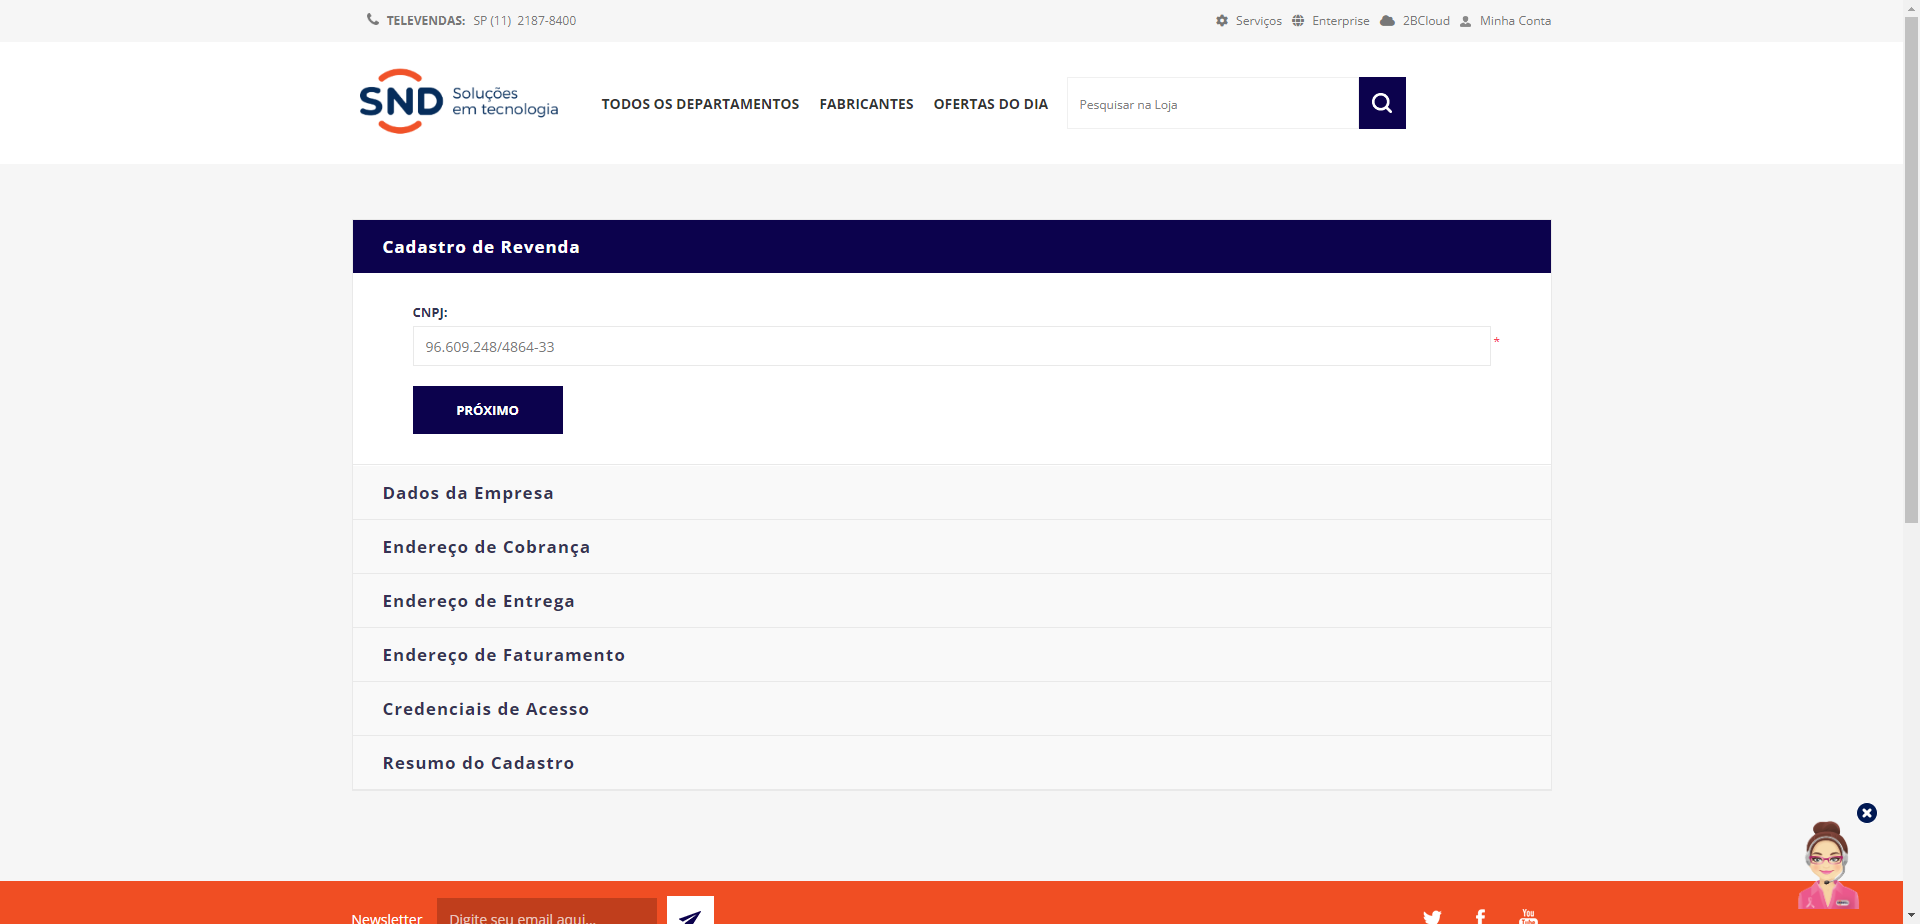 TELEVENDAS: SP (11) 2187-8400
Serviços Enterprise 2BCloud Minha Conta
SND Soluções em tecnologia
TODOS OS DEPARTAMENTOS FABRICANTES OFERTAS DO DIA Pesquisar na Loja
Cadastro de Revenda
CNPJ:
96.609.248/4864-33 *
PRÓXIMO
Dados da Empresa
Endereço de Cobrança
Endereço de Entrega
Endereço de Faturamento
Credenciais de Acesso
Resumo do Cadastro
Newsletter Digite seu email aqui... You